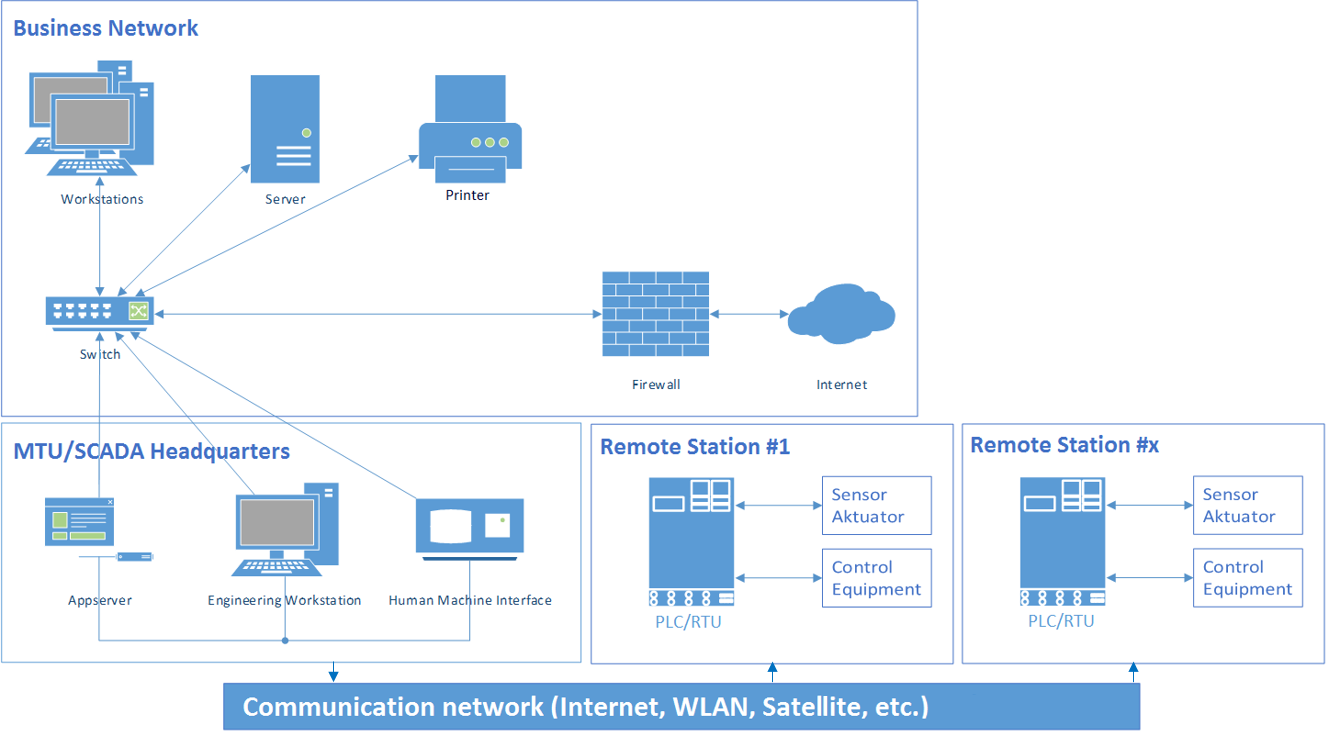 Business Network
Workstations
Server
Printer
Switch
Firewall
Internet
MTU/SCADA Headquarters
Appserver
Engineering Workstation
Human Machine Interface
Remote Station #1
Sensor
Aktuator
Control
Equipment
PLC/RTU
Remote Station #x
Sensor
Aktuator
Control
Equipment
PLC/RTU
Communication network (Internet, WLAN, Satellite, etc.)